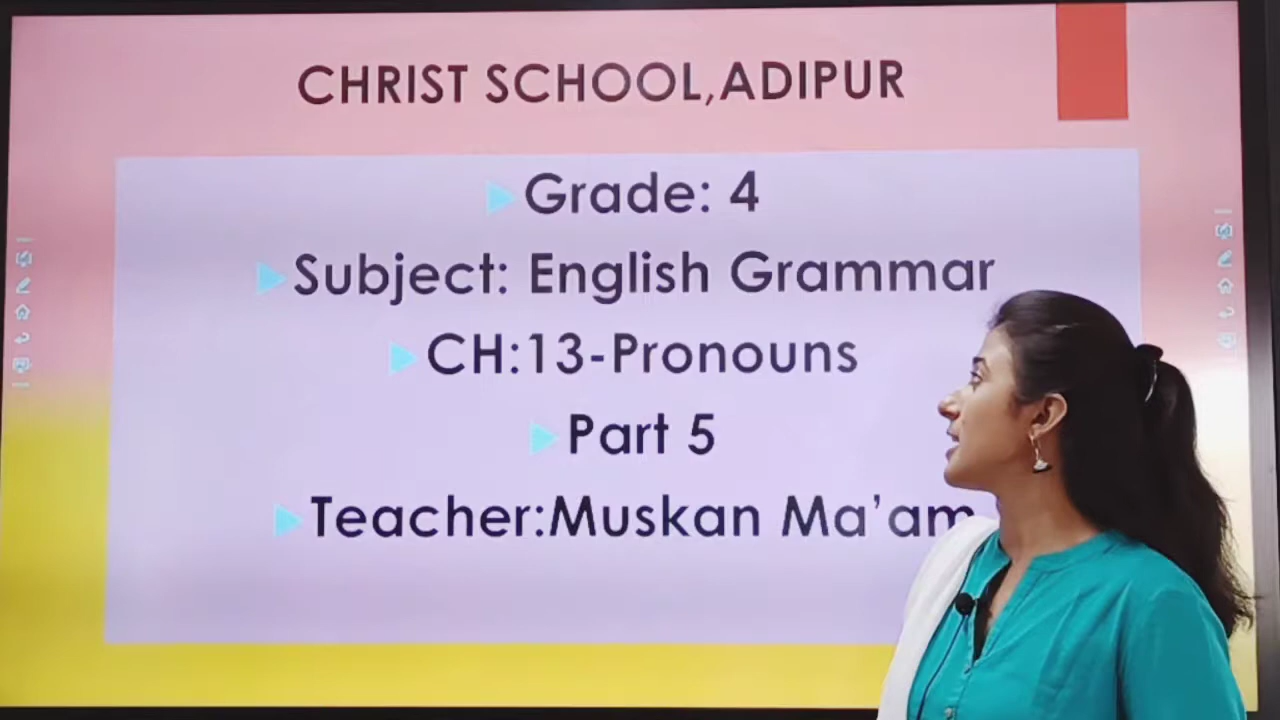 CHRIST SCHOOL,ADIPUR
Grade: 4
Subject: English Grammar
CH:13-Pronouns
Part 5
Teacher:Muskan Ma’am